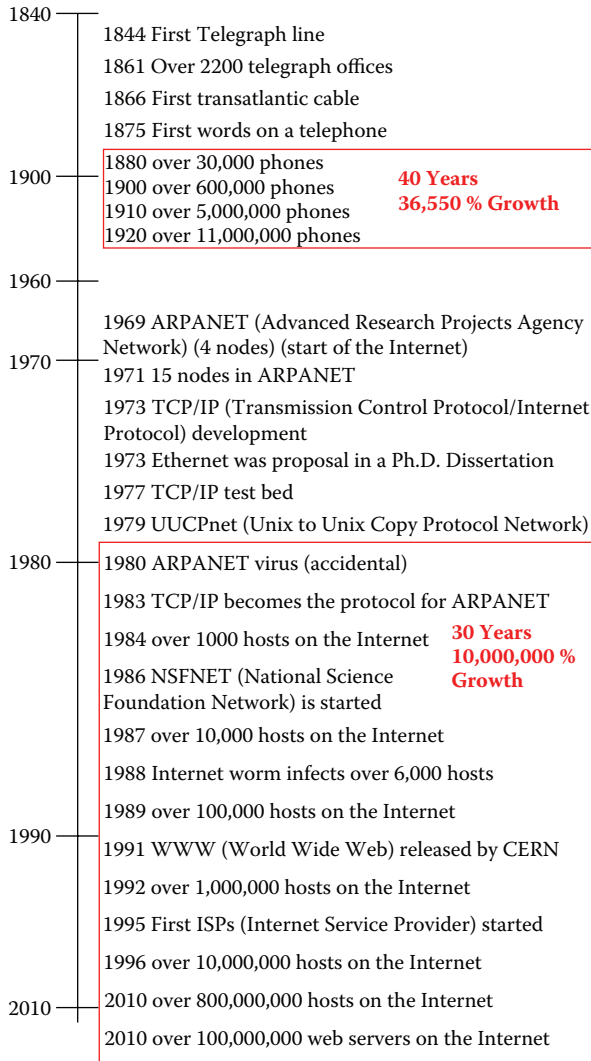 1840
1844 First Telegraph line
1861 Over 2200 telegraph offices
1866 First transatlantic cable
1875 First words on a telephone
1880 over 30,000 phones
1900
1900 over 600,000 phones
1910 over 5,000,000 phones
1920 over 11,000,000 phones
40 Years
36,550 % Growth
1960
1969 ARPANET (Advanced Research Projects Agency
Network) (4 nodes) (start of the Internet)
1970
1971 15 nodes in ARPANET
1973 TCP/IP (Transmission Control Protocol/Internet
Protocol) development
1973 Ethernet was proposal in a Ph.D. Dissertation
1977 TCP/IP test bed
1979 UUCPnet (Unix to Unix Copy Protocol Network)
1980
1980 ARPANET virus (accidental)
1983 TCP/IP becomes the protocol for ARPANET
1984 over 1000 hosts on the Internet
30 Years
10,000,000 %
Growth
1986 NSFNET (National Science
Foundation Network) is started
1987 over 10,000 hosts on the Internet
1988 Internet worm infects over 6,000 hosts
1989 over 100,000 hosts on the Internet
1990
1991 WWW (World Wide Web) released by CERN
1992 over 1,000,000 hosts on the Internet
1995 First ISPs (Internet Service Provider) started
1996 over 10,000,000 hosts on the Internet
2010
2010 over 800,000,000 hosts on the Internet
2010 over 100,000,000 web servers on the Internet